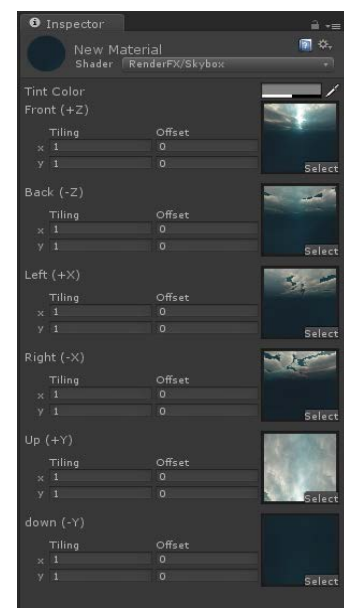 Inspector
New Material
Shader RenderFX/Skybox
Tint Color
Front (+Z)
Tiling Offset
x 1 0
y 1 0
Select
Back (-Z)
Tiling Offset
x 1 0
y 1 0
Select
Left (+X)
Tiling Offset
x 1 0
y 1 0
Select
Right (-X)
Tiling Offset
x 1 0
y 1 0
Select
Up (+Y)
Tiling Offset
x 1 0
y 1 0
Select
down (-Y)
Tiling Offset
x 1 0
y 1 0
Select